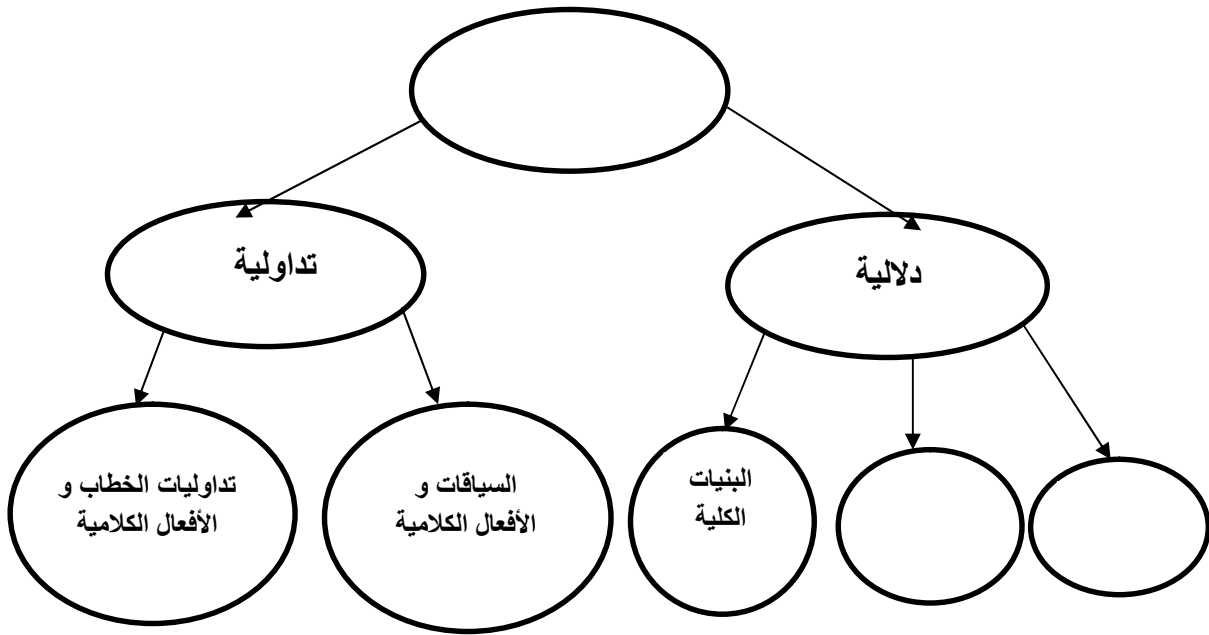 دلالية
تداولية
البنيات
الكلية
السياقات و
الأفعال الكلامية
تداوليات الخطاب و
الأفعال الكلامية